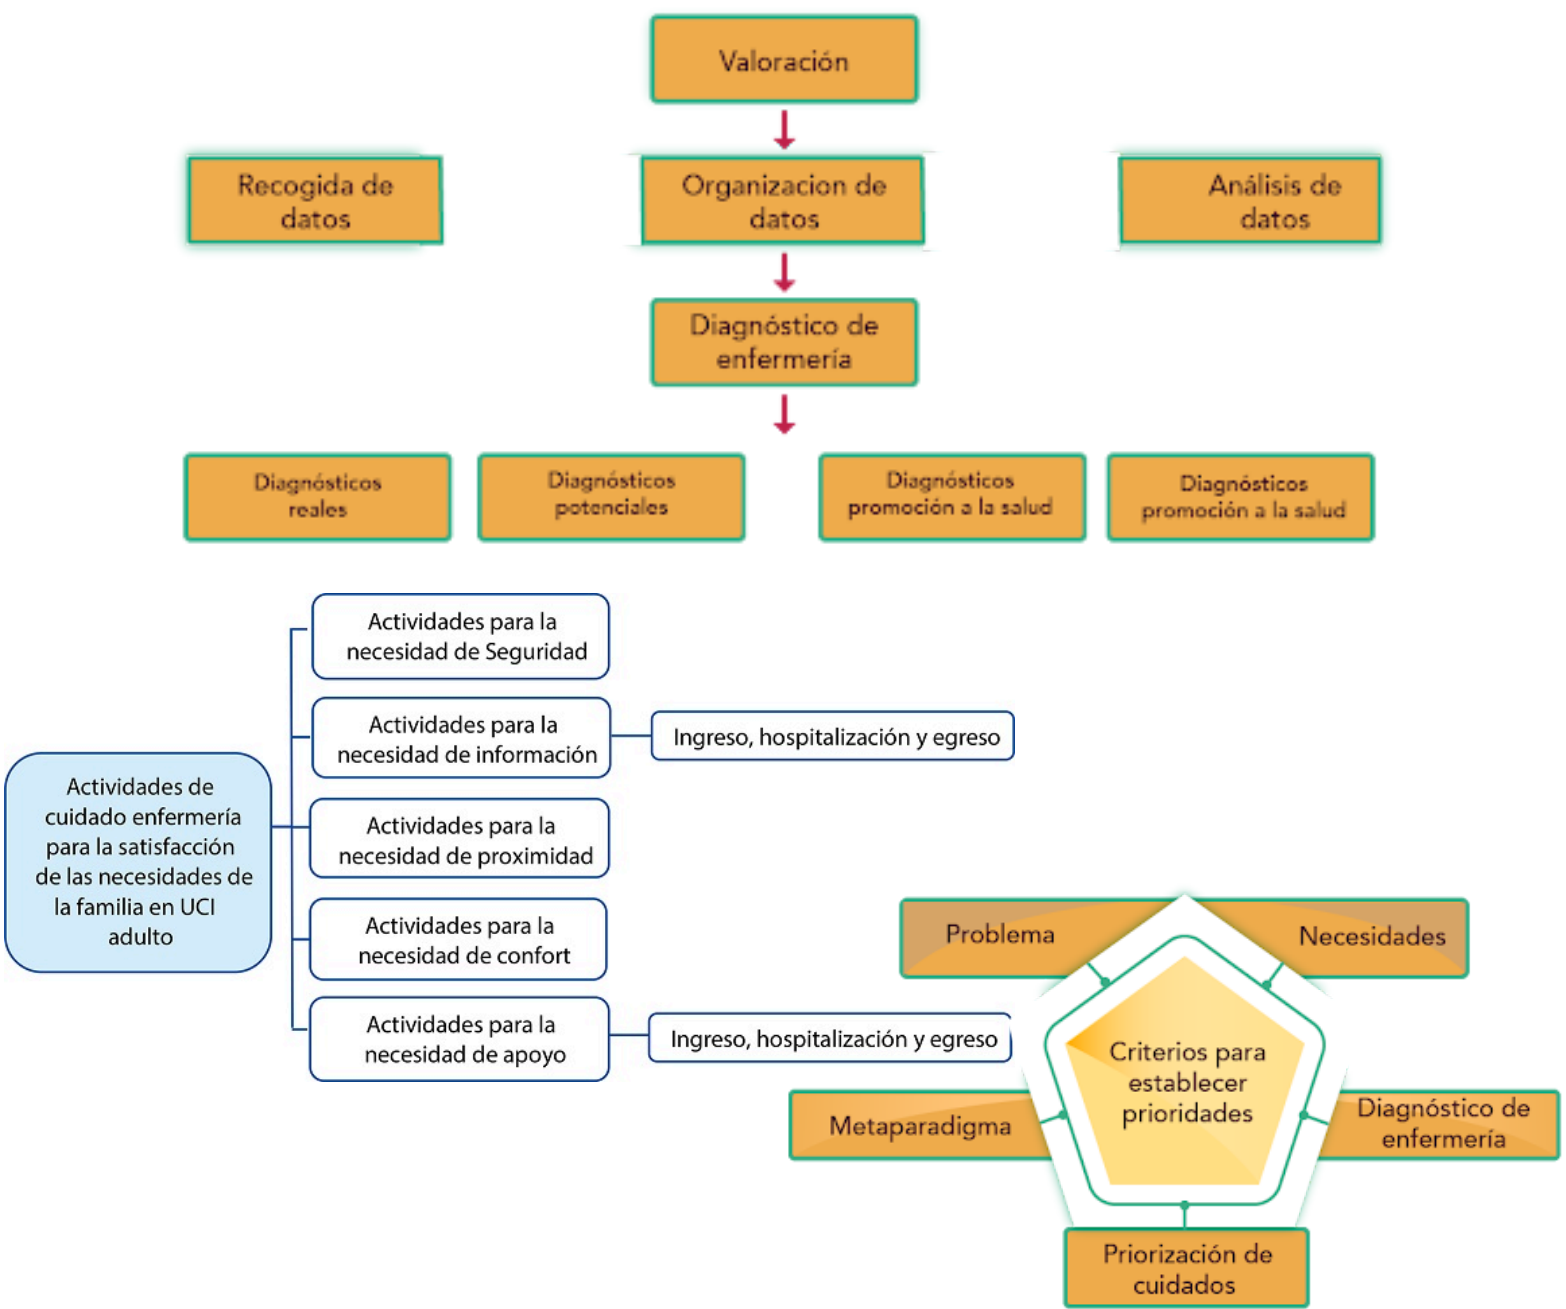 Valoración
Recogida de
datos
Organizacion de
datos
Análisis de
datos
Diagnóstico de
enfermería
Diagnósticos
reales
Diagnósticos
potenciales
Diagnósticos
promoción a la salud
Diagnósticos
promoción a la salud
Actividades de
cuidado enfermería
para la satisfacción
de las necesidades de
la familia en UCI
adulto
Actividades para la
necesidad de Seguridad
Actividades para la
necesidad de información
Ingreso, hospitalización y egreso
Actividades para la
necesidad de proximidad
Actividades para la
necesidad de confort
Actividades para la
necesidad de apoyo
Ingreso, hospitalización y egreso
Problema
Necesidades
Criterios para
establecer
prioridades
Metaparadigma
Diagnóstico de
enfermería
Priorización de
cuidados